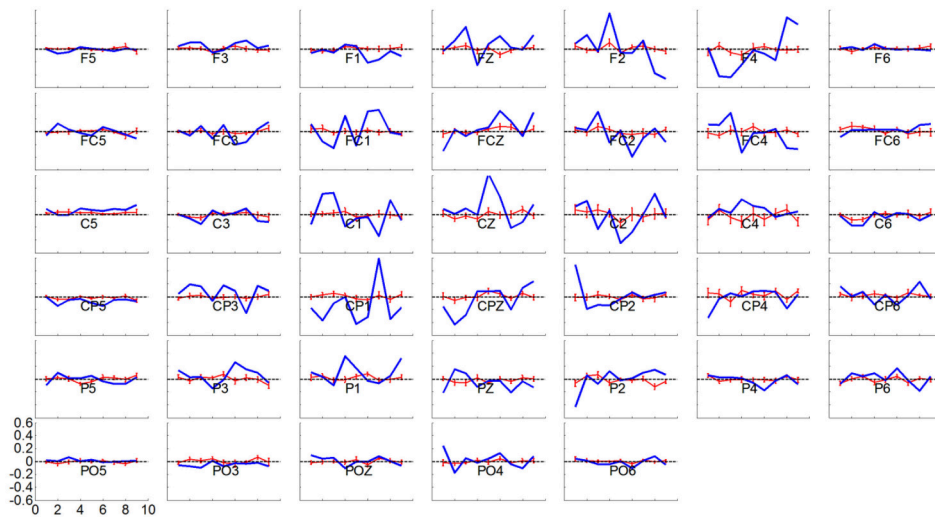 F5 F3 F1 FZ F2 F4 F6
FC5 FC3 FC1 FCZ FC2 FC4 FC6
C5 C3 C1 CZ C2 C4 C6
CP5 CP3 CP1 CPZ CP2 CP4 CP6
P5 P3 P1 PZ P2 P4 P6
0.6
0.4
0.2
0
-0.2
-0.4
-0.6
PO5 PO3 POZ PO4 PO6
0 2 4 6 8 10